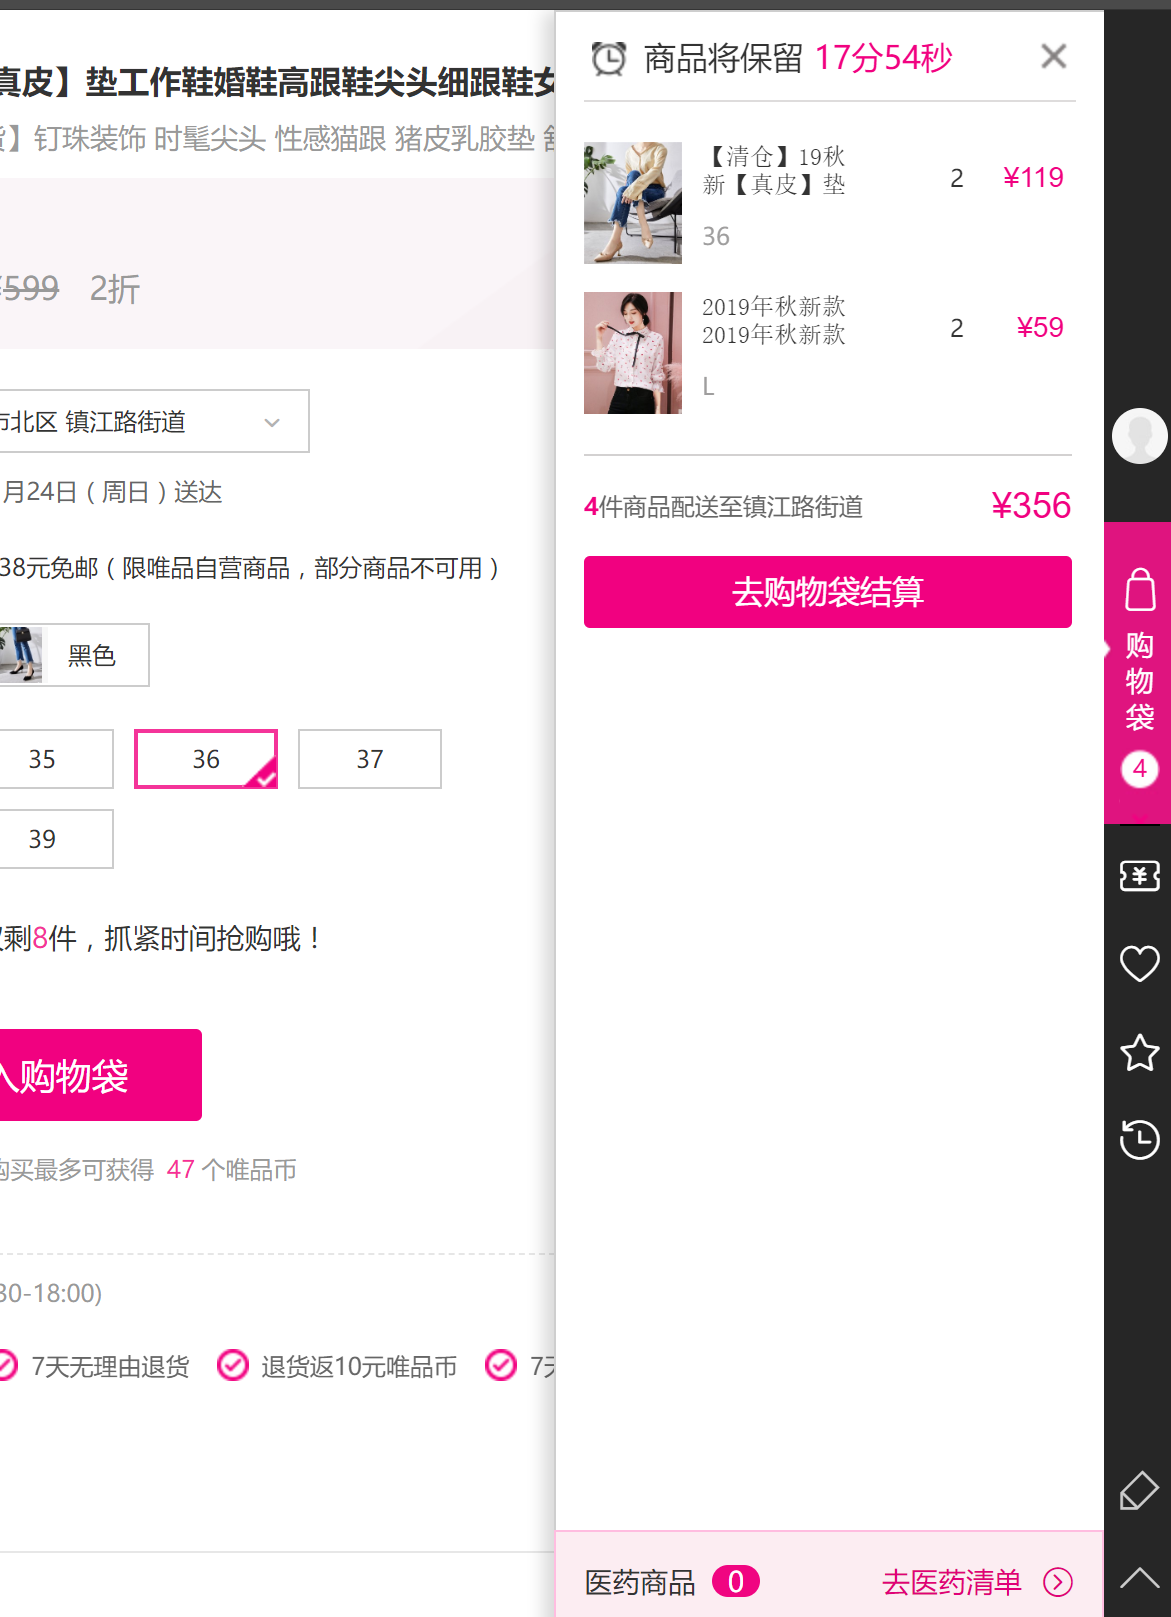 真皮】垫工作鞋婚鞋高跟鞋尖头细跟鞋女
】钉珠装饰 时髦尖头 性感猫跟 猪皮乳胶垫
¥599 2折
市北区 镇江路街道
月24日（周日）送达
38元免邮（限唯品自营商品，部分商品不可用）
黑色
35
36
37
39
仅剩8件，抓紧时间抢购哦！
入购物袋
购买最多可获得 47 个唯品币
30-18:00)
7天无理由退货
退货返10元唯品币
7天
商品将保留 17分54秒
【清仓】19秋
新【真皮】垫
36
2
¥119
2019年秋新款
2019年秋新款
L
2
¥59
4件商品配送至镇江路街道
¥356
去购物袋结算
医药商品 0
去医药清单
购
物
袋
4